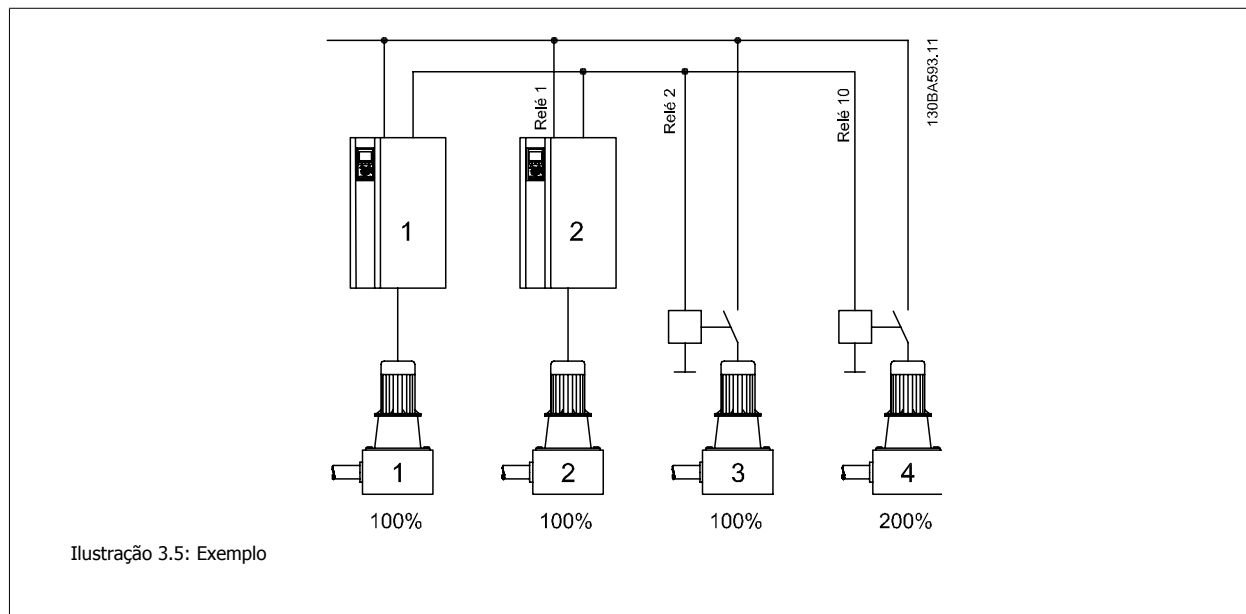 130BA593.11
Relé 1
Relé 2
Relé 10
1
2
1
2
3
4
100%
100%
100%
200%
Ilustração 3.5: Exemplo